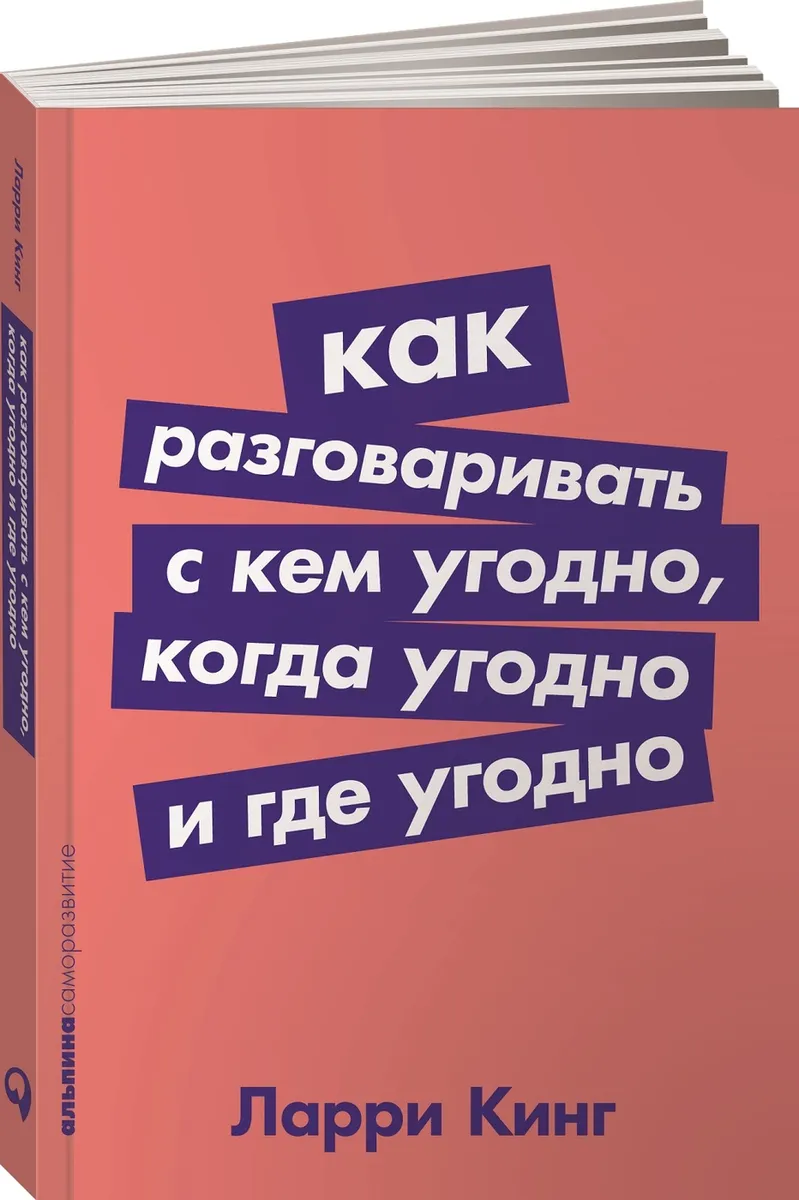 как
разговаривать
с кем угодно,
когда угодно
и где угодно
Ларри Кинг
альпинасаморазвитие
Ларри Кинг
как разговаривать с кем угодно,
когда угодно и где угодно